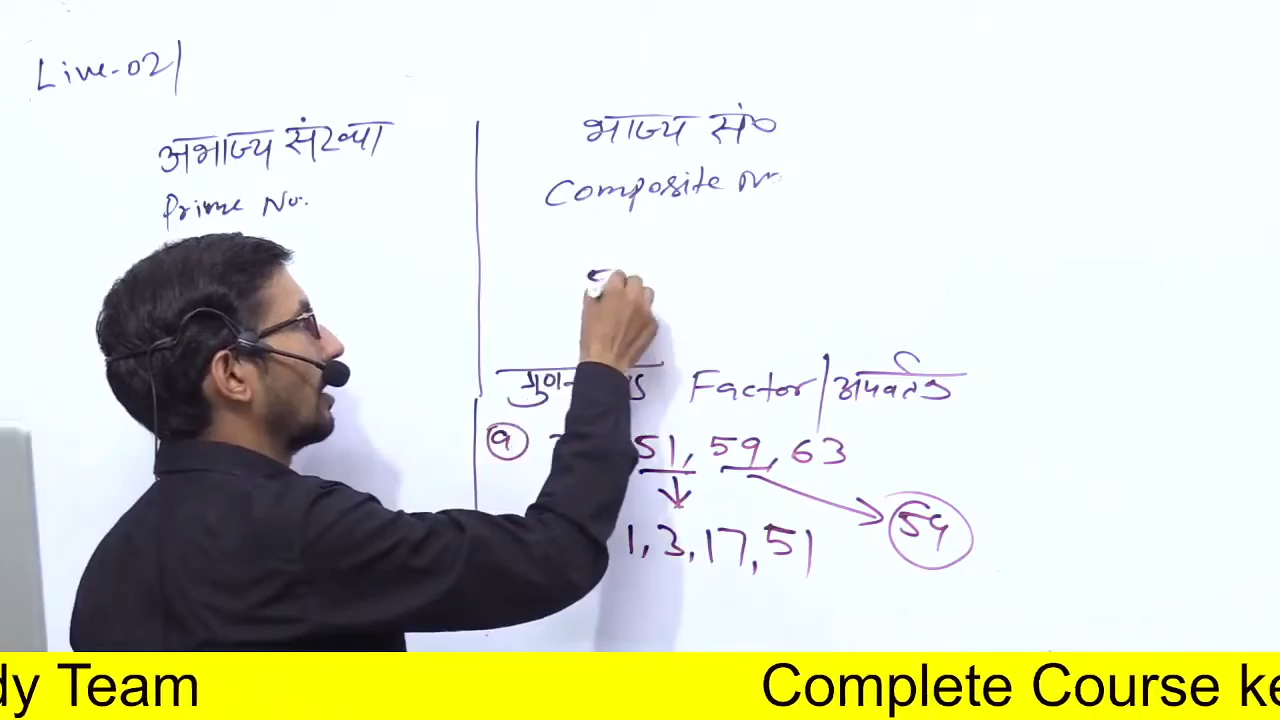 Live-02
अभाज्य संख्या
Prime No.
भाज्य सं०
Composite no.
Factor/अपवर्तक
9 51, 59, 63
1, 3, 17, 51
59
dy Team
Complete Course ke